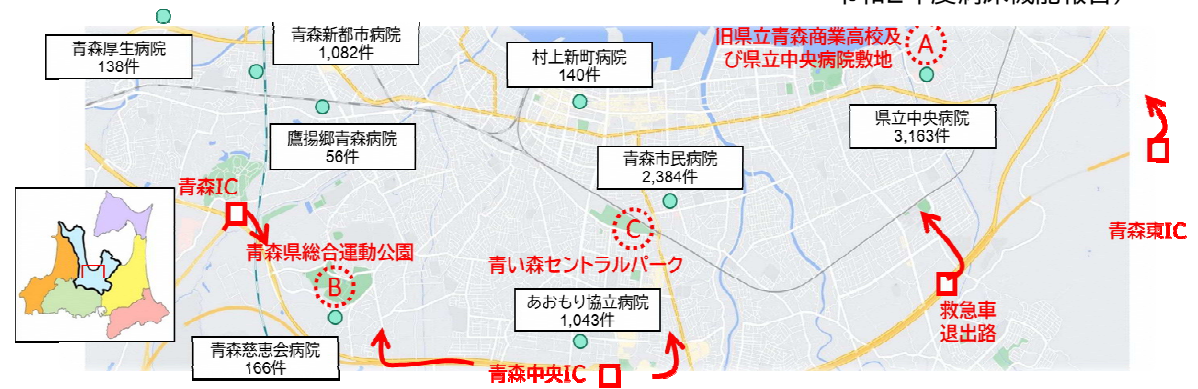 青森厚生病院
138件
青森新都市病院
1,082件
村上新町病院
140件
旧県立青森商業高校及
び県立中央病院敷地
A
県立中央病院
3,163件
鷹揚郷青森病院
56件
青森市民病院
2,384件
青森IC
青森県総合運動公園
B
C
青い森セントラルパーク
青森東IC
あおもり協立病院
1,043件
救急車
退出路
青森慈恵会病院
166件
青森中央IC